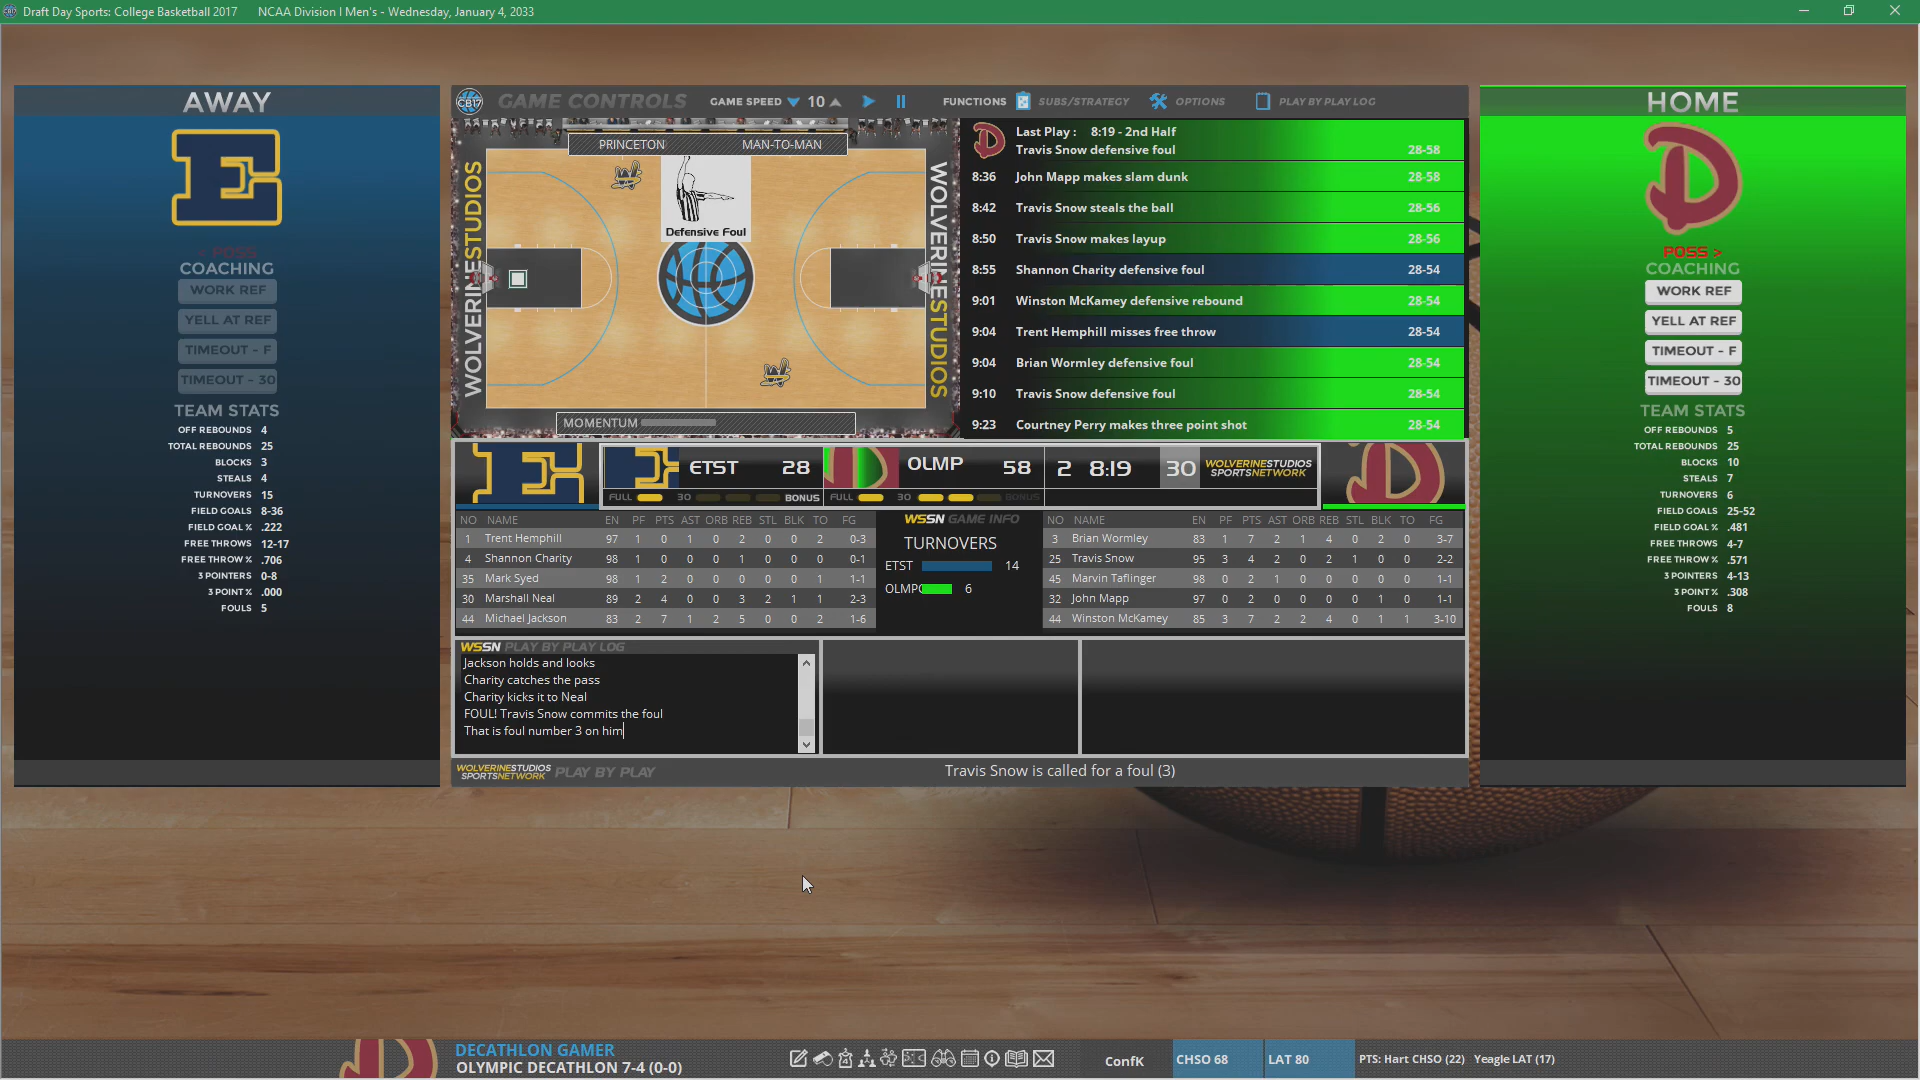 Draft Day Sports: College Basketball 2017 NCAA Division I Men's - Wednesday, January 4, 2033
AWAY
< POSS
COACHING
WORK REF
YELL AT REF
TIMEOUT - F
TIMEOUT - 30
TEAM STATS
OFF REBOUNDS 4
TOTAL REBOUNDS 25
BLOCKS 3
STEALS 4
TURNOVERS 15
FIELD GOALS 8-36
FIELD GOAL % .222
FREE THROWS 12-17
FREE THROW % .706
3 POINTERS 0-8
3 POINT % .000
FOULS 5
CB17 GAME CONTROLS GAME SPEED 10 FUNCTIONS SUBS/STRATEGY OPTIONS PLAY BY PLAY LOG
PRINCETON MAN-TO-MAN
WOLVERINESTUDIOS
Defensive Foul
WOLVERINESTUDIOS
MOMENTUM
Last Play : 8:19 - 2nd Half
Travis Snow defensive foul 28-58
8:36 John Mapp makes slam dunk 28-58
8:42 Travis Snow steals the ball 28-56
8:50 Travis Snow makes layup 28-56
8:55 Shannon Charity defensive foul 28-54
9:01 Winston McKamey defensive rebound 28-54
9:04 Trent Hemphill misses free throw 28-54
9:04 Brian Wormley defensive foul 28-54
9:10 Travis Snow defensive foul 28-54
9:23 Courtney Perry makes three point shot 28-54
ETST 28 OLMP 58 2 8:19 30 WOLVERINESTUDIOS SPORTSNETWORK
FULL 30 BONUS FULL 30 BONUS
NO NAME EN PF PTS AST ORB REB STL BLK TO FG
1 Trent Hemphill 97 1 0 1 0 2 0 0 2 0-3
4 Shannon Charity 98 1 0 0 0 1 0 0 0 0-1
35 Mark Syed 98 1 2 0 0 0 0 0 1 1-1
30 Marshall Neal 89 2 4 0 0 3 2 1 1 2-3
44 Michael Jackson 83 2 7 1 2 5 0 0 2 1-6
WSSN GAME INFO
TURNOVERS
ETST 14
OLMPC 6
NO NAME EN PF PTS AST ORB REB STL BLK TO FG
3 Brian Wormley 83 1 7 2 1 4 0 2 0 3-7
25 Travis Snow 95 3 4 2 0 2 1 0 0 2-2
45 Marvin Taflinger 98 0 2 1 0 0 0 0 0 1-1
32 John Mapp 97 0 2 0 0 0 0 1 0 1-1
44 Winston McKamey 85 3 7 2 2 4 0 1 1 3-10
WSSN PLAY BY PLAY LOG
Jackson holds and looks
Charity catches the pass
Charity kicks it to Neal
FOUL! Travis Snow commits the foul
That is foul number 3 on him
WOLVERINESTUDIOS SPORTSNETWORK PLAY BY PLAY Travis Snow is called for a foul (3)
HOME
POSS >
COACHING
WORK REF
YELL AT REF
TIMEOUT - F
TIMEOUT - 30
TEAM STATS
OFF REBOUNDS 5
TOTAL REBOUNDS 25
BLOCKS 10
STEALS 7
TURNOVERS 6
FIELD GOALS 25-52
FIELD GOAL % .481
FREE THROWS 4-7
FREE THROW % .571
3 POINTERS 4-13
3 POINT % .308
FOULS 8
DECATHLON GAMER
OLYMPIC DECATHLON 7-4 (0-0)
ConfK CHSO 68 LAT 80 PTS: Hart CHSO (22) Yeagle LAT (17)